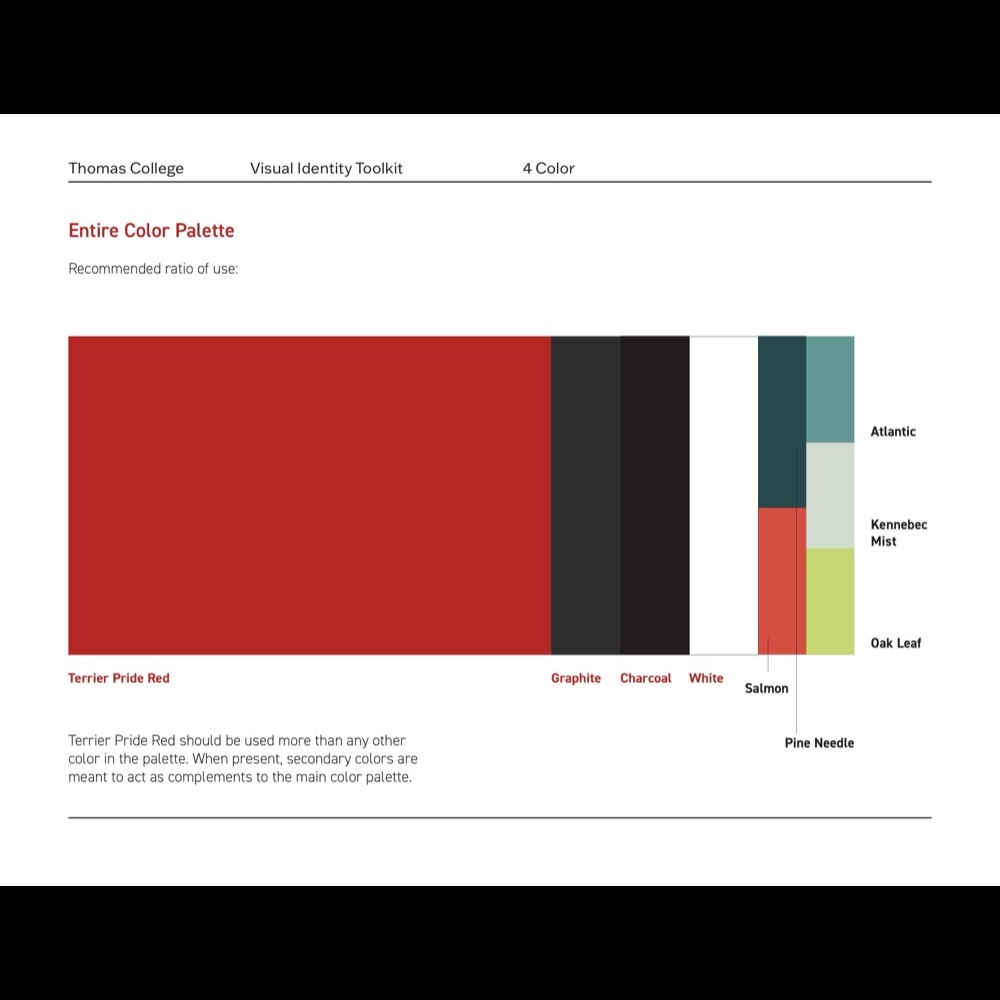 Thomas College Visual Identity Toolkit 4 Color
Entire Color Palette
Recommended ratio of use:
Atlantic
Kennebec
Mist
Oak Leaf
Terrier Pride Red Graphite Charcoal White
Salmon
Pine Needle
Terrier Pride Red should be used more than any other
color in the palette. When present, secondary colors are
meant to act as complements to the main color palette.